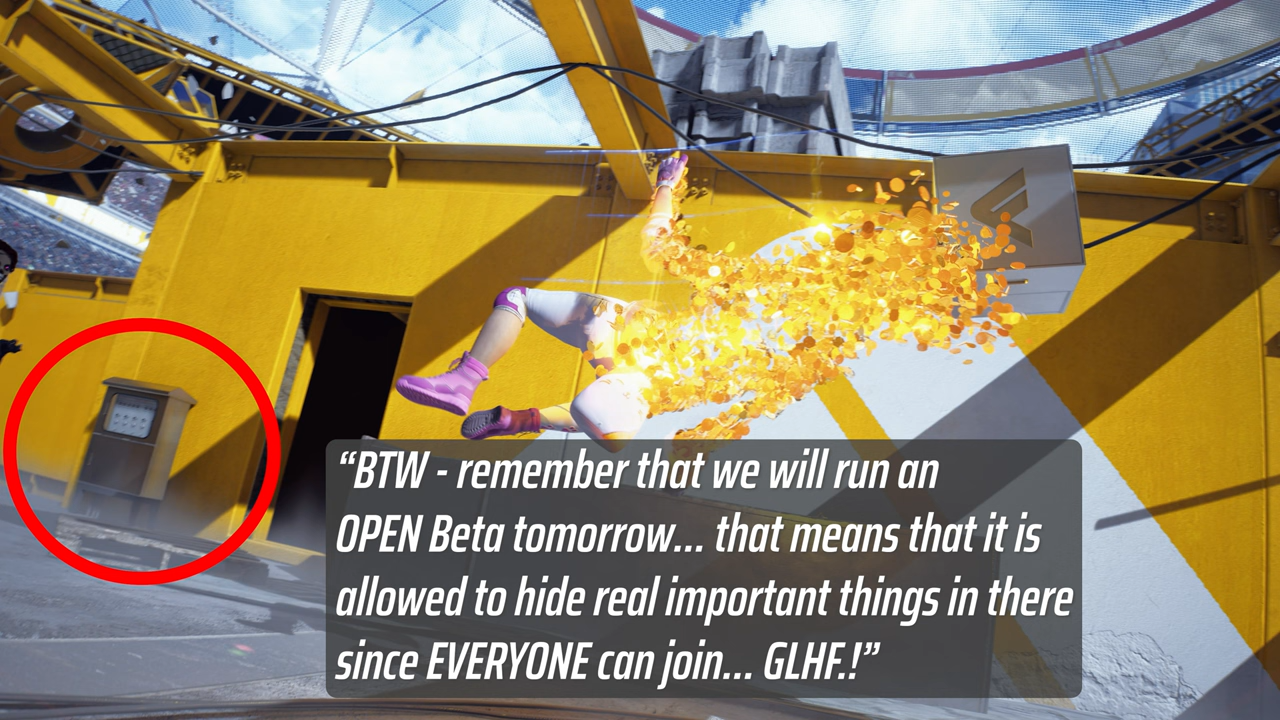 “BTW - remember that we will run an
OPEN Beta tomorrow... that means that it is
allowed to hide real important things in there
since EVERYONE can join... GLHF.!”